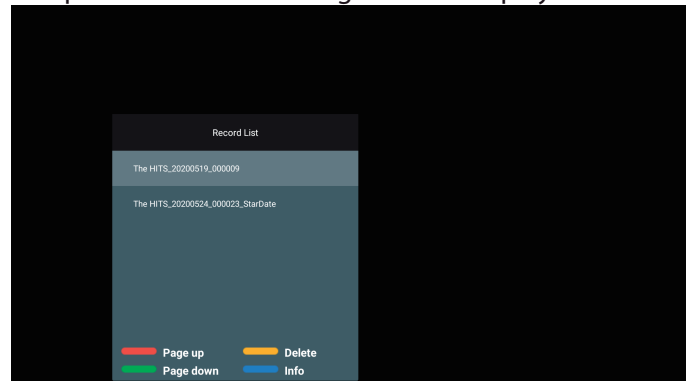 Record List
The HITS_20200519_000009
The HITS_20200524_000023_StarDate
Page up Delete
Page down Info